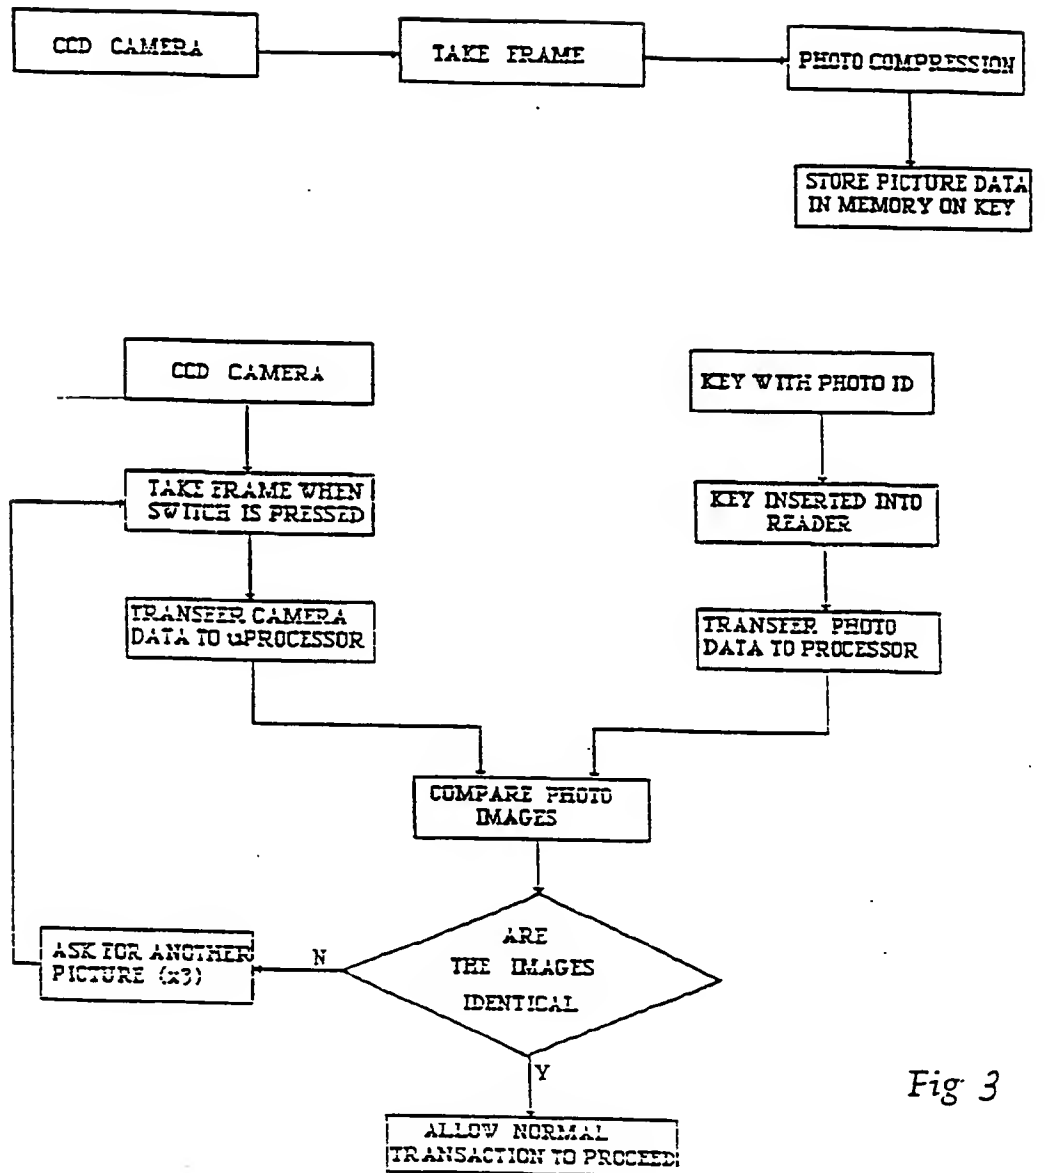 CCD CAMERA
TAKE FRAME
PHOTO COMPRESSION
STORE PICTURE DATA
IN MEMORY ON KEY
CCD CAMERA
KEY WITH PHOTO ID
TAKE FRAME WHEN
SWITCH IS PRESSED
KEY INSERTED INTO
READER
TRANSFER CAMERA
DATA TO uPROCESSOR
TRANSFER PHOTO
DATA TO PROCESSOR
COMPARE PHOTO
IMAGES
ARE
THE IMAGES
IDENTICAL
N
ASK FOR ANOTHER
PICTURE (x3)
Y
ALLOW NORMAL
TRANSACTION TO PROCEED
Fig 3